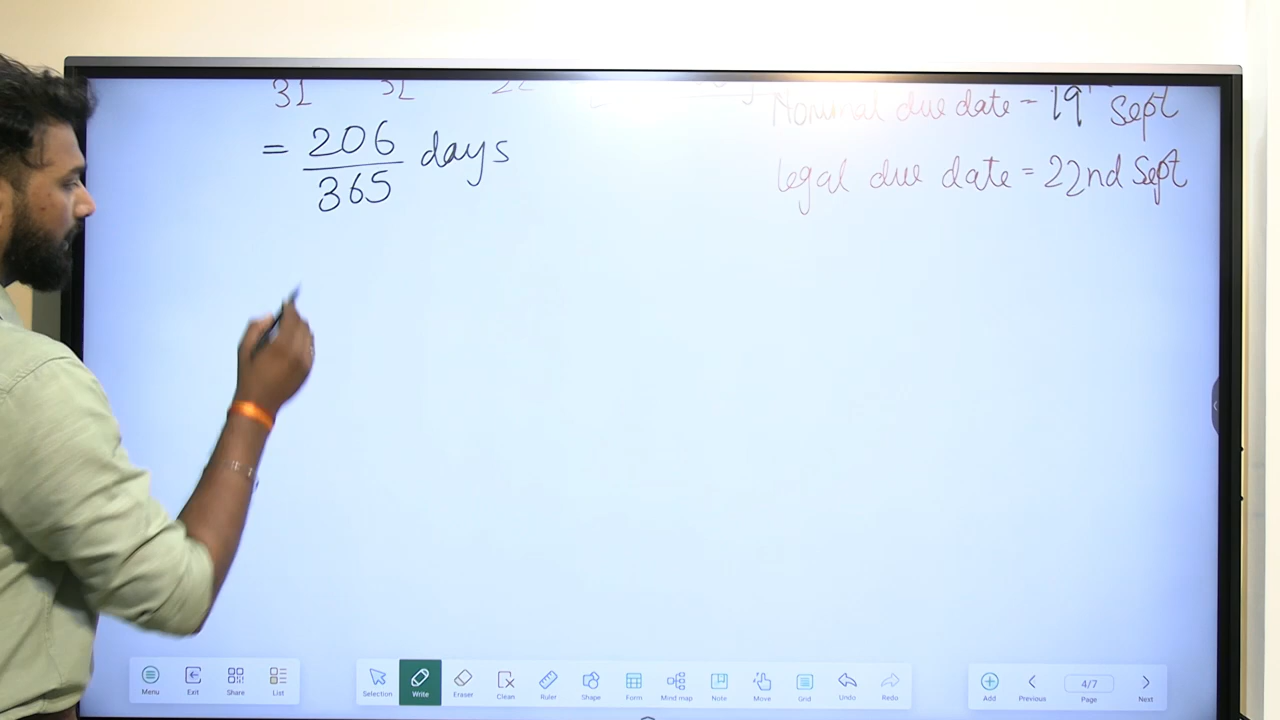 31 31 22
Nominal due date = 19th Sept
= 206/365 days
Legal due date = 22nd Sept
Menu Exit Share List Selection Write Eraser Clean Ruler Shape Form Mind map Note Move Grid Undo Redo Add Previous 4/7 Page Next